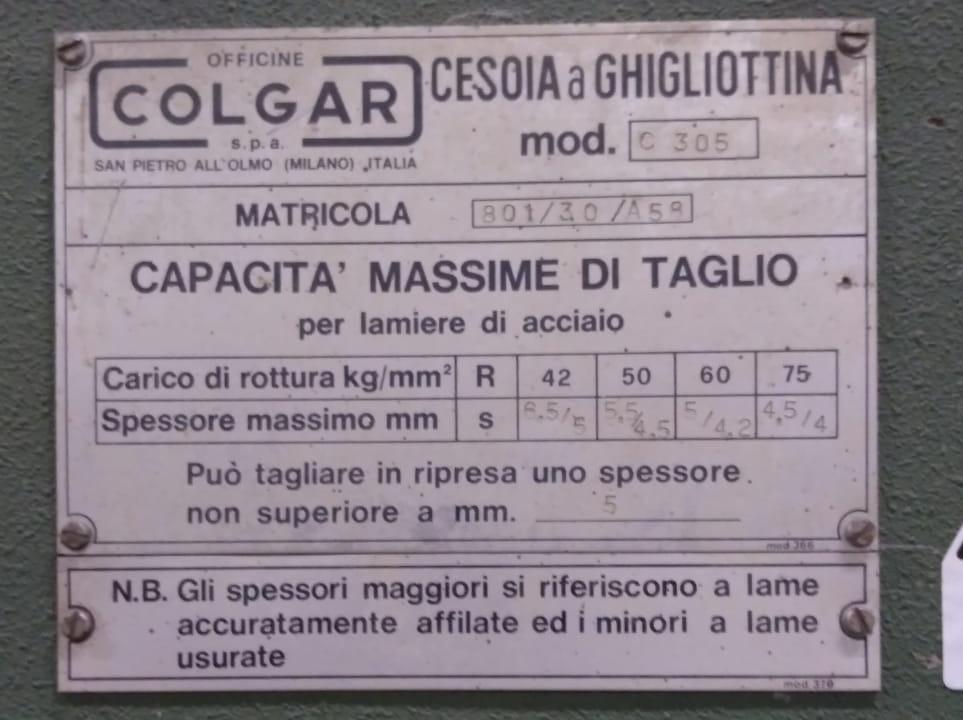 OFFICINE
COLGAR
s.p.a.
SAN PIETRO ALL'OLMO (MILANO) ITALIA
CESOIA a GHIGLIOTTINA
mod. C 305
MATRICOLA 801/30/A58
CAPACITA' MASSIME DI TAGLIO
per lamiere di acciaio
Carico di rottura kg/mm² R 42 50 60 75
Spessore massimo mm s 6.5/5 5.5/4.5 5/4.2 4.5/4
Può tagliare in ripresa uno spessore
non superiore a mm. 5
mod 366
N.B. Gli spessori maggiori si riferiscono a lame
accuratamente affilate ed i minori a lame
usurate
mod.370